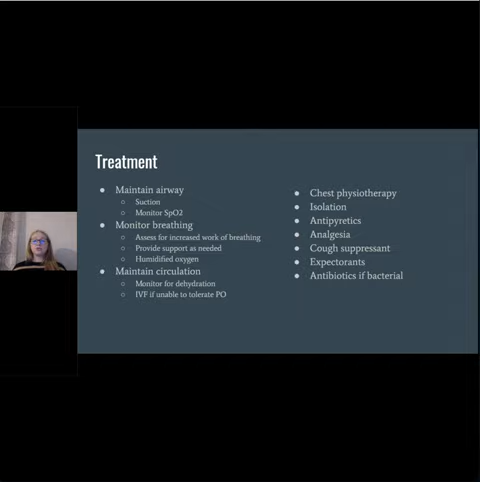 Treatment
Maintain airway
Suction
Monitor SpO2
Monitor breathing
Assess for increased work of breathing
Provide support as needed
Humidified oxygen
Maintain circulation
Monitor for dehydration
IVF if unable to tolerate PO
Chest physiotherapy
Isolation
Antipyretics
Analgesia
Cough suppressant
Expectorants
Antibiotics if bacterial